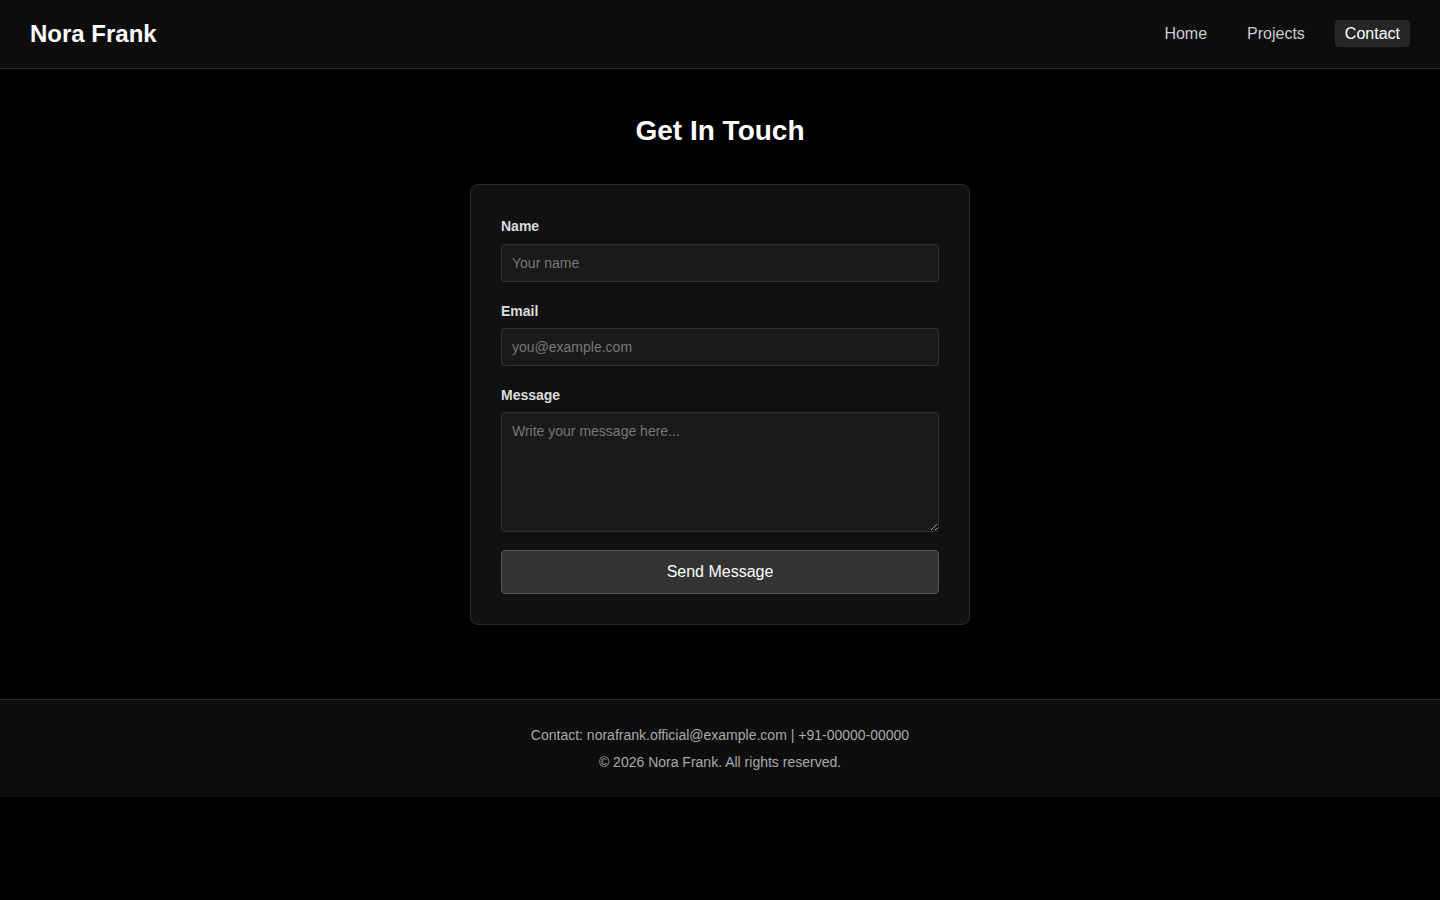 Nora Frank
Home Projects Contact
Get In Touch
Name
Your name
Email
you@example.com
Message
Write your message here...
Send Message
Contact: norafrank.official@example.com | +91-00000-00000
© 2026 Nora Frank. All rights reserved.